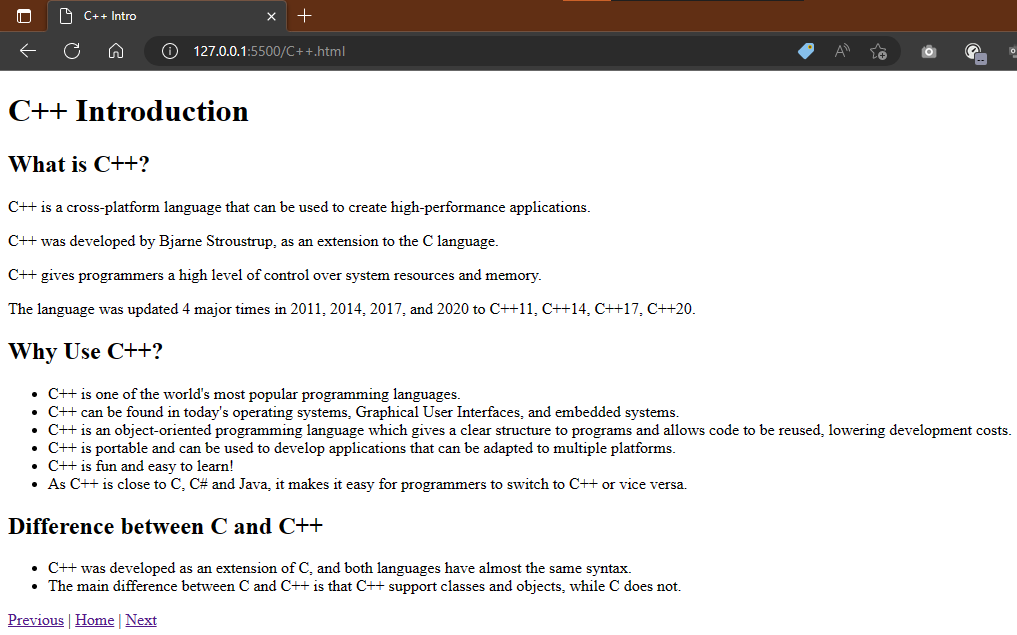 C++ Intro
127.0.0.1:5500/C++.html
C++ Introduction
What is C++?
C++ is a cross-platform language that can be used to create high-performance applications.
C++ was developed by Bjarne Stroustrup, as an extension to the C language.
C++ gives programmers a high level of control over system resources and memory.
The language was updated 4 major times in 2011, 2014, 2017, and 2020 to C++11, C++14, C++17, C++20.
Why Use C++?
• C++ is one of the world's most popular programming languages.
• C++ can be found in today's operating systems, Graphical User Interfaces, and embedded systems.
• C++ is an object-oriented programming language which gives a clear structure to programs and allows code to be reused, lowering development costs.
• C++ is portable and can be used to develop applications that can be adapted to multiple platforms.
• C++ is fun and easy to learn!
• As C++ is close to C, C# and Java, it makes it easy for programmers to switch to C++ or vice versa.
Difference between C and C++
• C++ was developed as an extension of C, and both languages have almost the same syntax.
• The main difference between C and C++ is that C++ support classes and objects, while C does not.
Previous | Home | Next